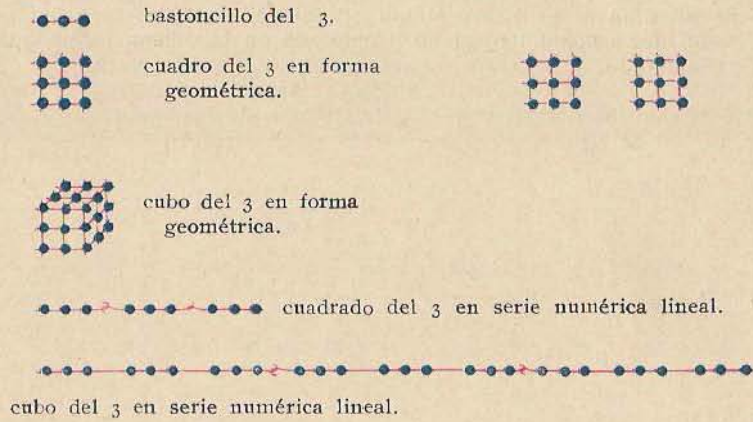 bastoncillo del 3.
cuadro del 3 en forma
geométrica.
cubo del 3 en forma
geométrica.
cuadrado del 3 en serie numérica lineal.
cubo del 3 en serie numérica lineal.